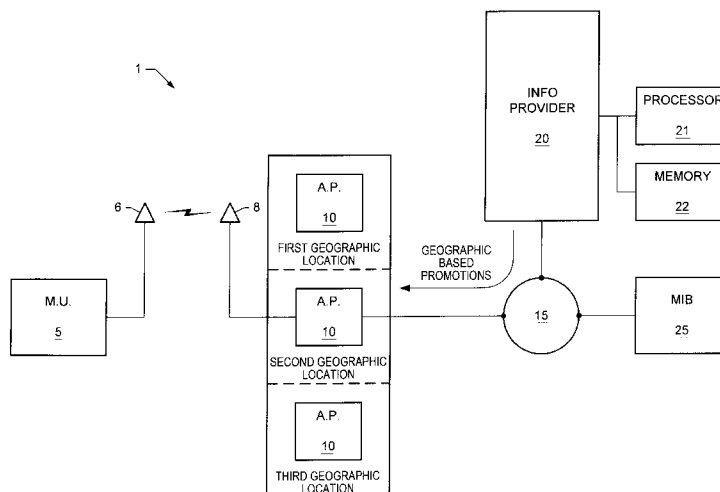 1
INFO
PROVIDER
20
PROCESSOR
21
MEMORY
22
6
8
A.P.
10
FIRST GEOGRAPHIC
LOCATION
GEOGRAPHIC
BASED
PROMOTIONS
M.U.
5
A.P.
10
SECOND GEOGRAPHIC
LOCATION
15
MIB
25
A.P.
10
THIRD GEOGRAPHIC
LOCATION